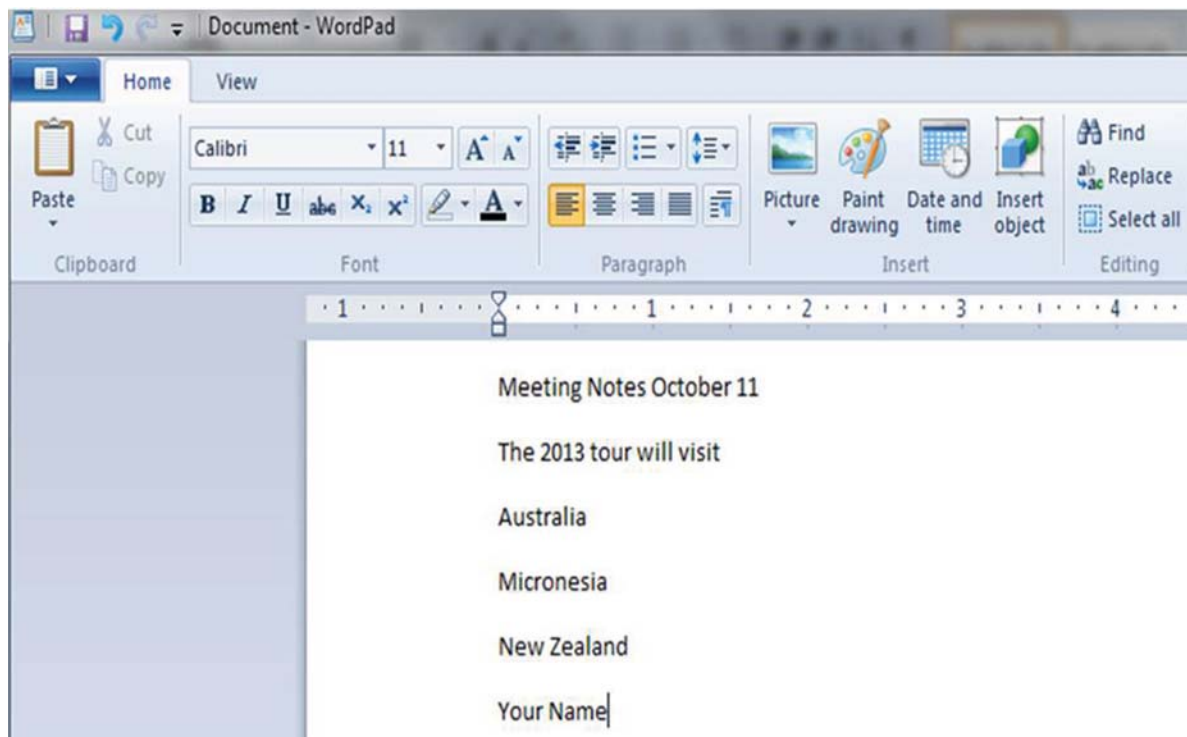 Document - WordPad
Home View
Paste
Cut
Copy
Clipboard
Calibri 11 A A
B I U abc X₂ X² A
Font
Paragraph
Picture
Paint drawing
Date and time
Insert object
Insert
Find
Replace
Select all
Editing
1 1 2 3 4
Meeting Notes October 11
The 2013 tour will visit
Australia
Micronesia
New Zealand
Your Name